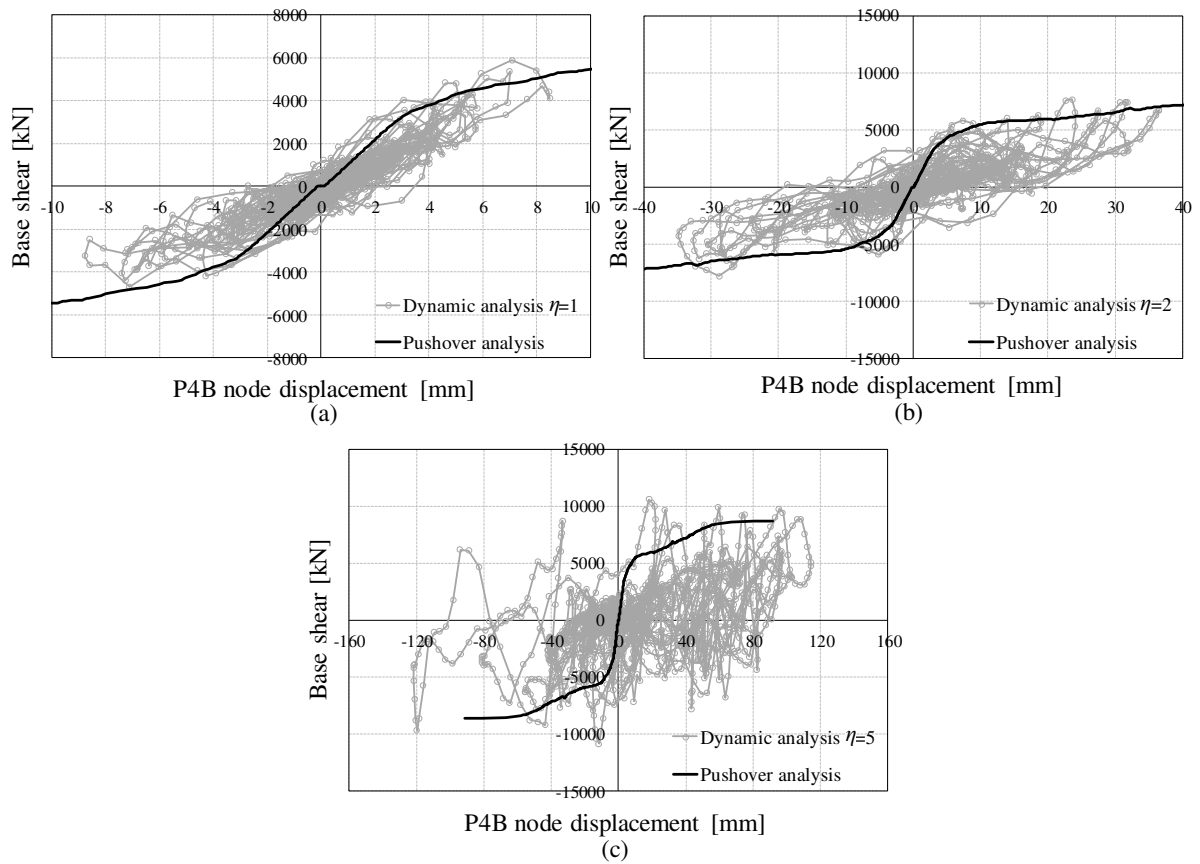 8000
6000
4000
2000
0
-2000
-4000
-6000
-8000
-10 -8 -6 -4 -2 0 2 4 6 8 10
Base shear [kN]
Dynamic analysis η=1
Pushover analysis
P4B node displacement [mm]
(a)
15000
10000
5000
0
-5000
-10000
-15000
-40 -30 -20 -10 0 10 20 30 40
Base shear [kN]
Dynamic analysis η=2
Pushover analysis
P4B node displacement [mm]
(b)
15000
10000
5000
0
-5000
-10000
-15000
-160 -120 -80 -40 0 40 80 120 160
Base shear [kN]
Dynamic analysis η=5
Pushover analysis
P4B node displacement [mm]
(c)